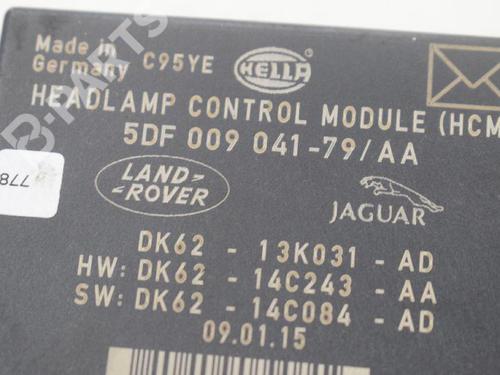 Made in
Germany C95YE HELLA
HEADLAMP CONTROL MODULE (HCM
5DF 009 041-79/AA
LAND-
-ROVER
JAGUAR
DK62 - 13K031 - AD
HW: DK62 - 14C243 - AA
SW: DK62 - 14C084 - AD
09.01.15
B-PARTS